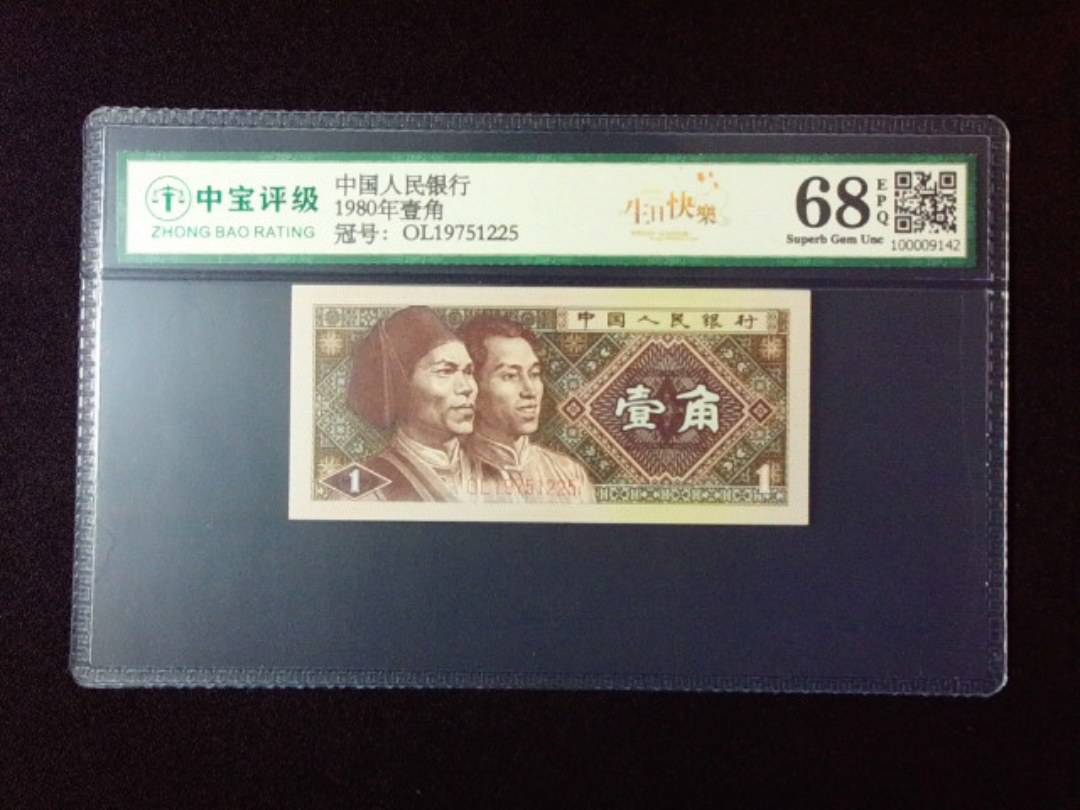 中宝评级
ZHONG BAO RATING
中国人民银行
1980年壹角
冠号：OL19751225
生日快樂
68
EPQ
Superb Gem Unc
100009142
中国人民银行
壹角
1
1
OL19751225